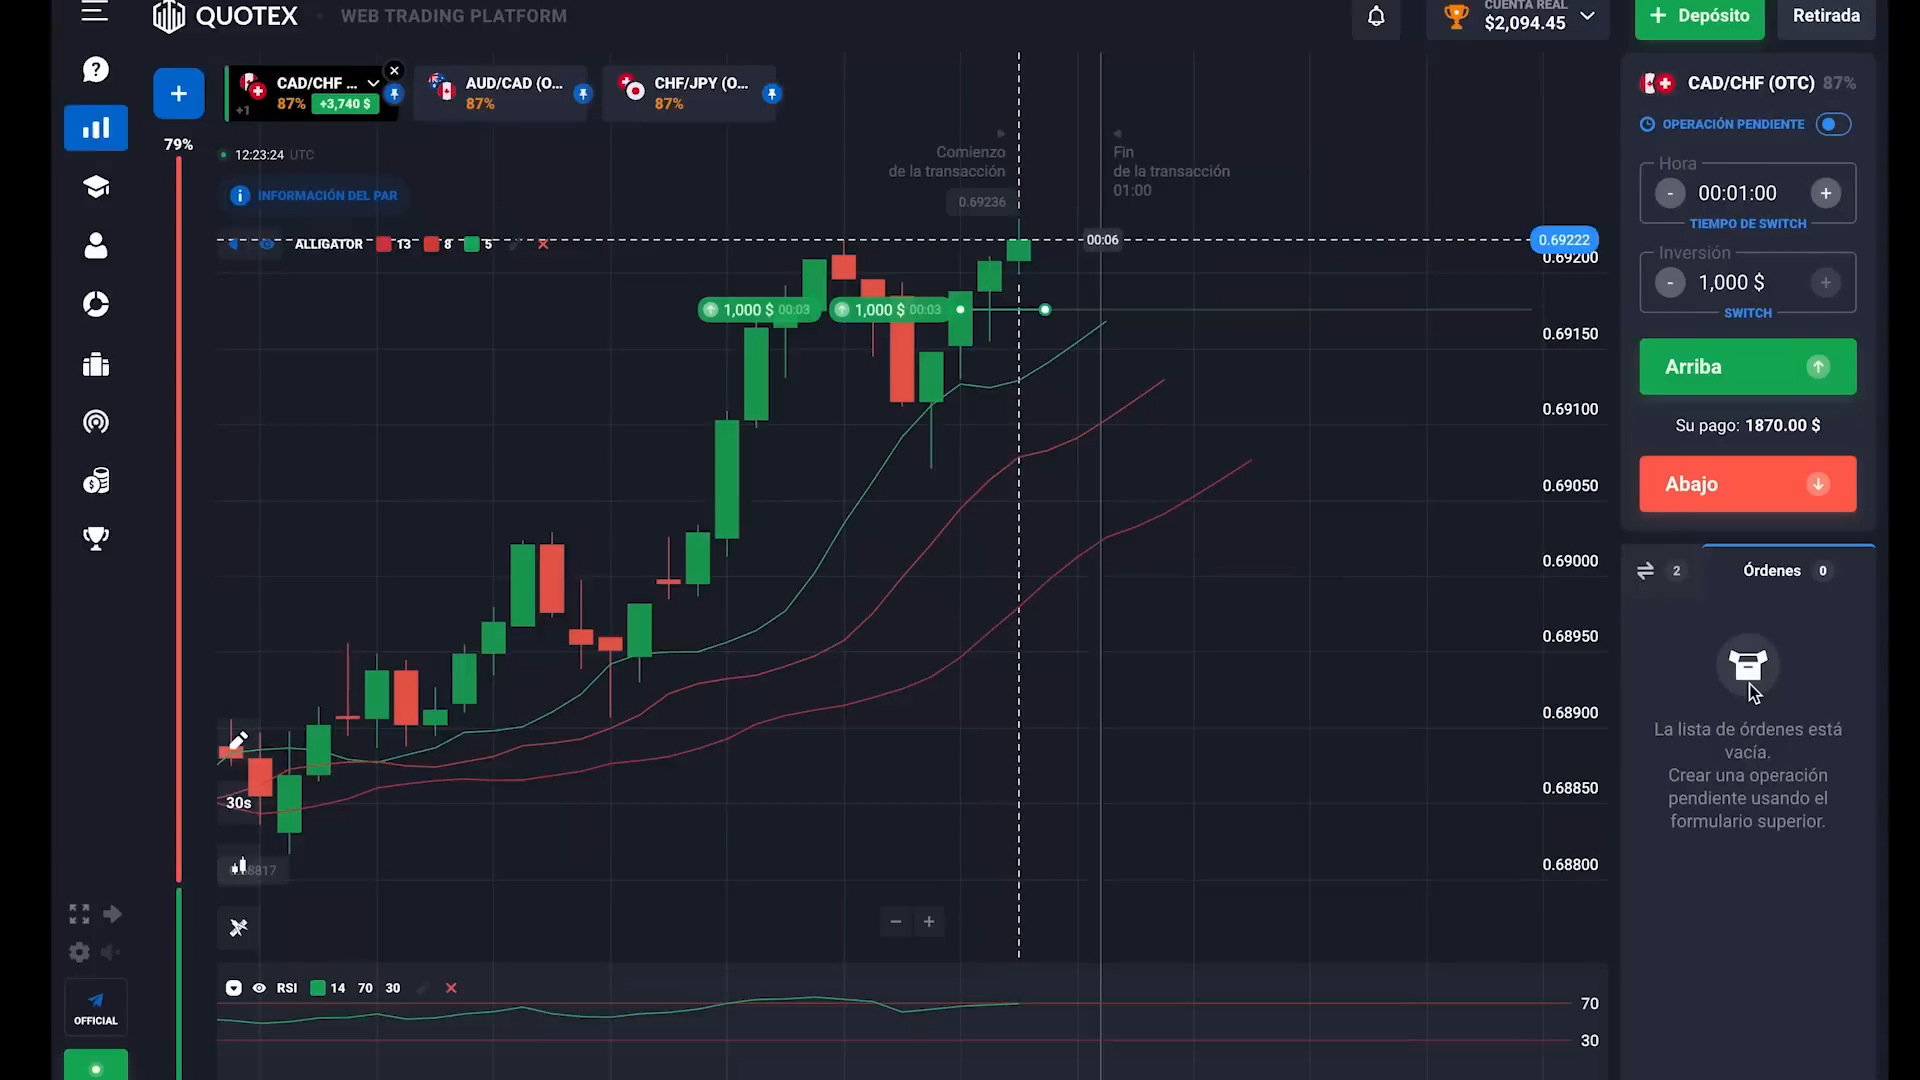 QUOTEX
WEB TRADING PLATFORM
CUENTA REAL
$2,094.45
+ Depósito
Retirada
CAD/CHF ...
87% +3,740 $
+1
AUD/CAD (O...
87%
CHF/JPY (O...
87%
79%
12:23:24 UTC
INFORMACIÓN DEL PAR
ALLIGATOR 13 8 5
Comienzo
de la transacción
0.69236
Fin
de la transacción
01:00
00:06
0.69222
0.69200
1,000 $ 00:03
1,000 $ 00:03
0.69150
0.69100
0.69050
0.69000
0.68950
0.68900
0.68850
0.68800
30s
RSI 14 70 30
70
30
OFFICIAL
CAD/CHF (OTC) 87%
OPERACIÓN PENDIENTE
Hora
- 00:01:00 +
TIEMPO DE SWITCH
Inversión
- 1,000 $ +
SWITCH
Arriba
Su pago: 1870.00 $
Abajo
2
Órdenes 0
La lista de órdenes está
vacía.
Crear una operación
pendiente usando el
formulario superior.